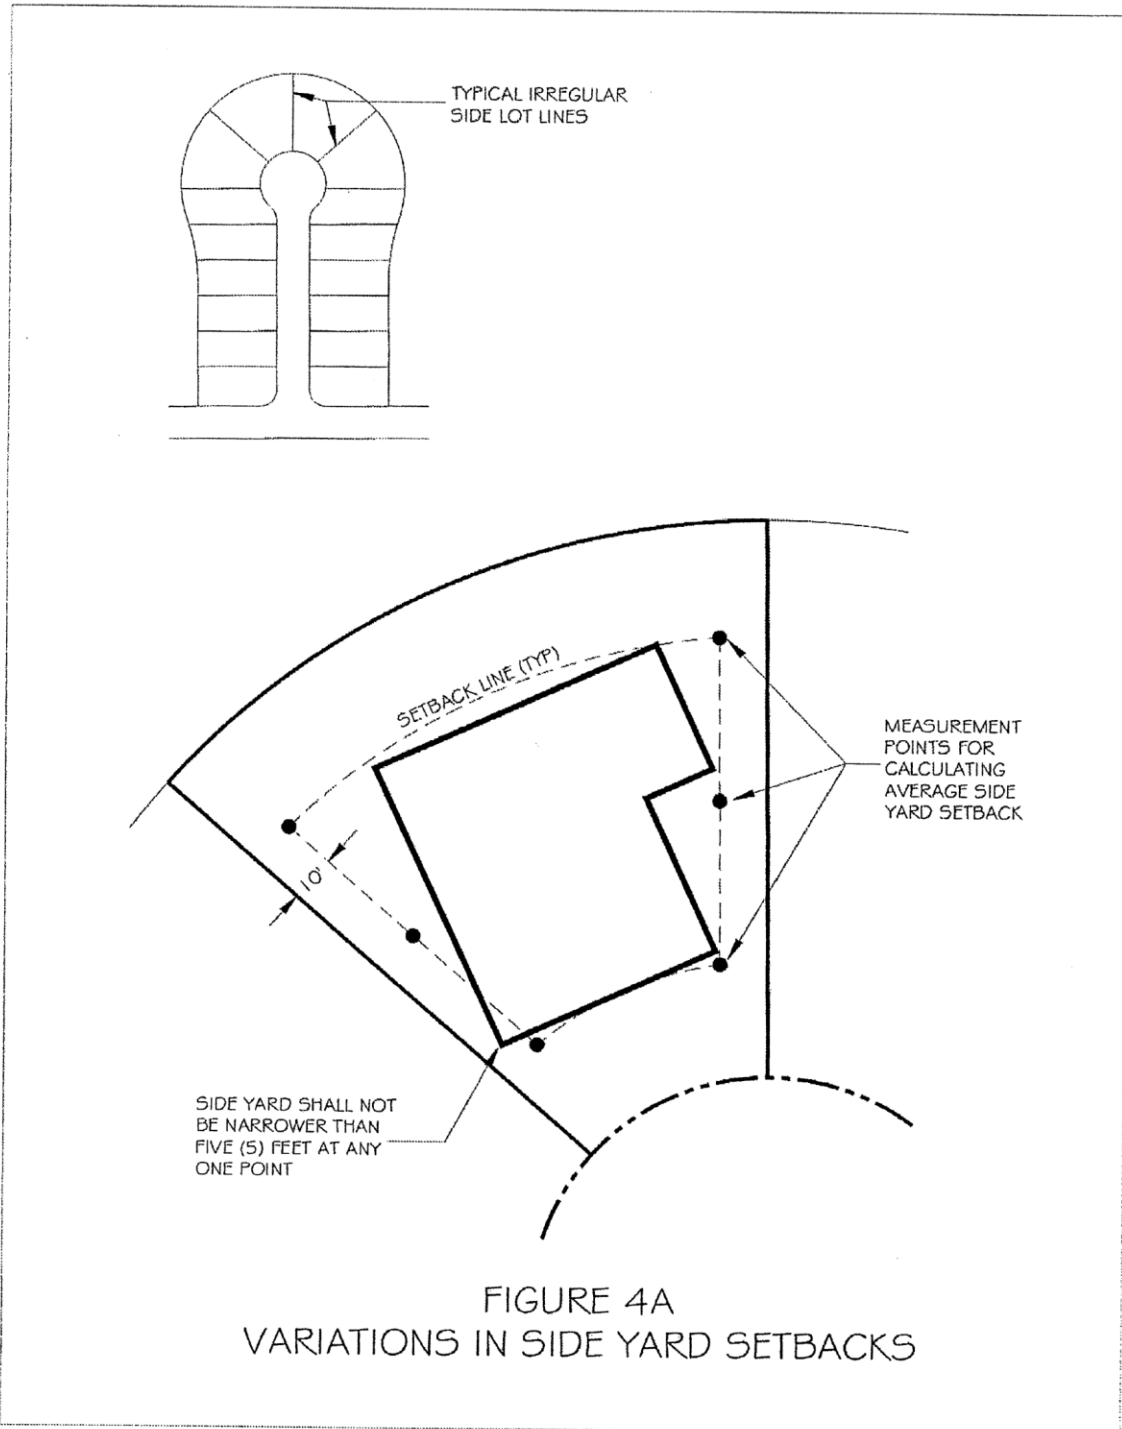 TYPICAL IRREGULAR
SIDE LOT LINES
SETBACK LINE (TYP)
MEASUREMENT
POINTS FOR
CALCULATING
AVERAGE SIDE
YARD SETBACK
10'
SIDE YARD SHALL NOT
BE NARROWER THAN
FIVE (5) FEET AT ANY
ONE POINT
FIGURE 4A
VARIATIONS IN SIDE YARD SETBACKS